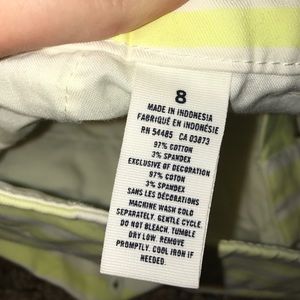 8
MADE IN INDONESIA
FABRIQUÉ EN INDONÉSIE
RN 54485 CA 03873
97% COTTON
3% SPANDEX
EXCLUSIVE OF DECORATION
97% COTON
3% SPANDEX
SANS LES DÉCORATIONS
MACHINE WASH COLD
SEPARATELY. GENTLE CYCLE.
DO NOT BLEACH. TUMBLE
DRY LOW. REMOVE
PROMPTLY. COOL IRON IF
NEEDED.